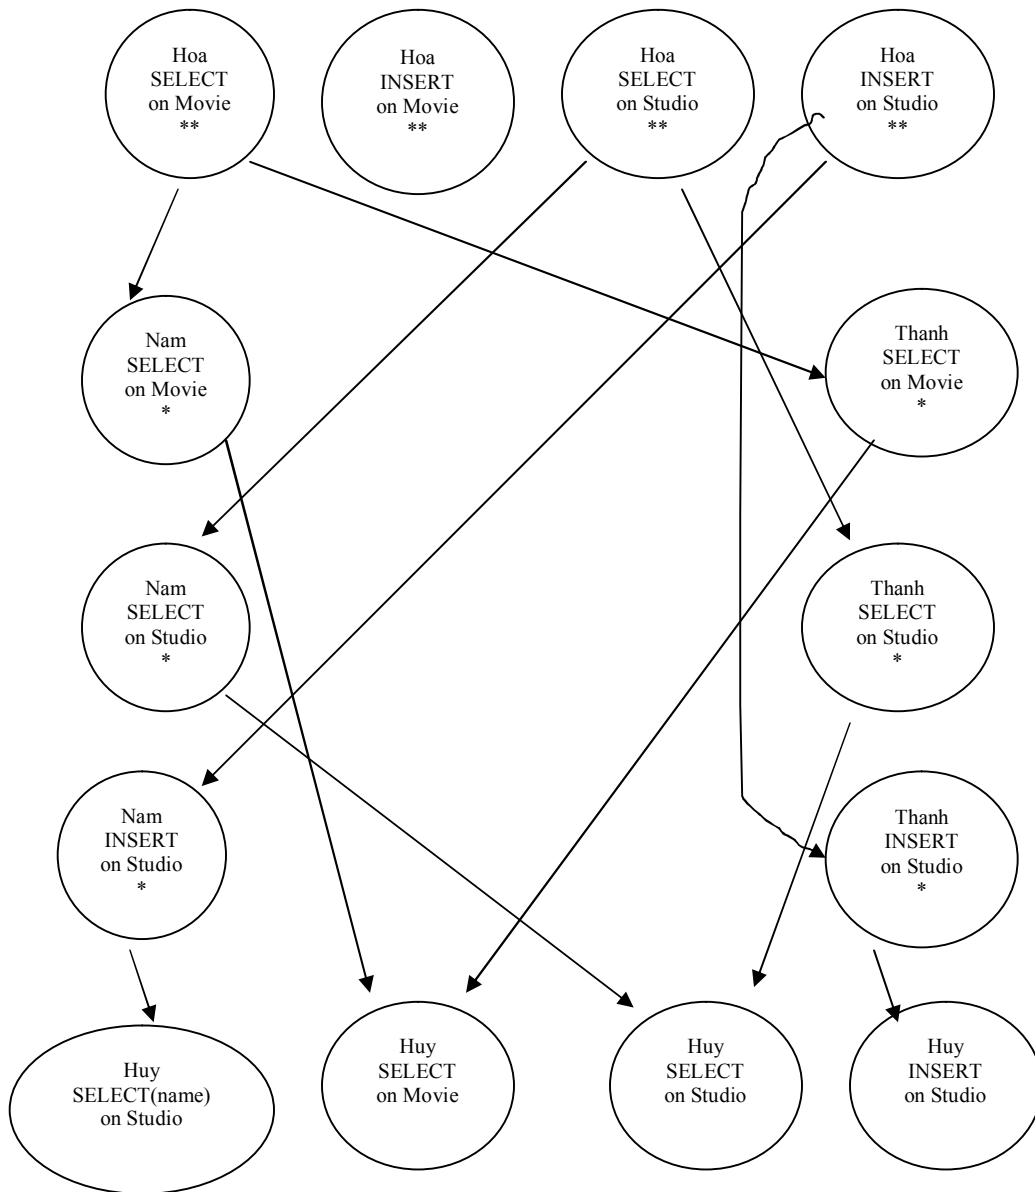 Hoa
SELECT
on Movie
**
Hoa
INSERT
on Movie
**
Hoa
SELECT
on Studio
**
Hoa
INSERT
on Studio
**
Nam
SELECT
on Movie
*
Thanh
SELECT
on Movie
*
Nam
SELECT
on Studio
*
Thanh
SELECT
on Studio
*
Nam
INSERT
on Studio
*
Thanh
INSERT
on Studio
*
Huy
SELECT(name)
on Studio
Huy
SELECT
on Movie
Huy
SELECT
on Studio
Huy
INSERT
on Studio